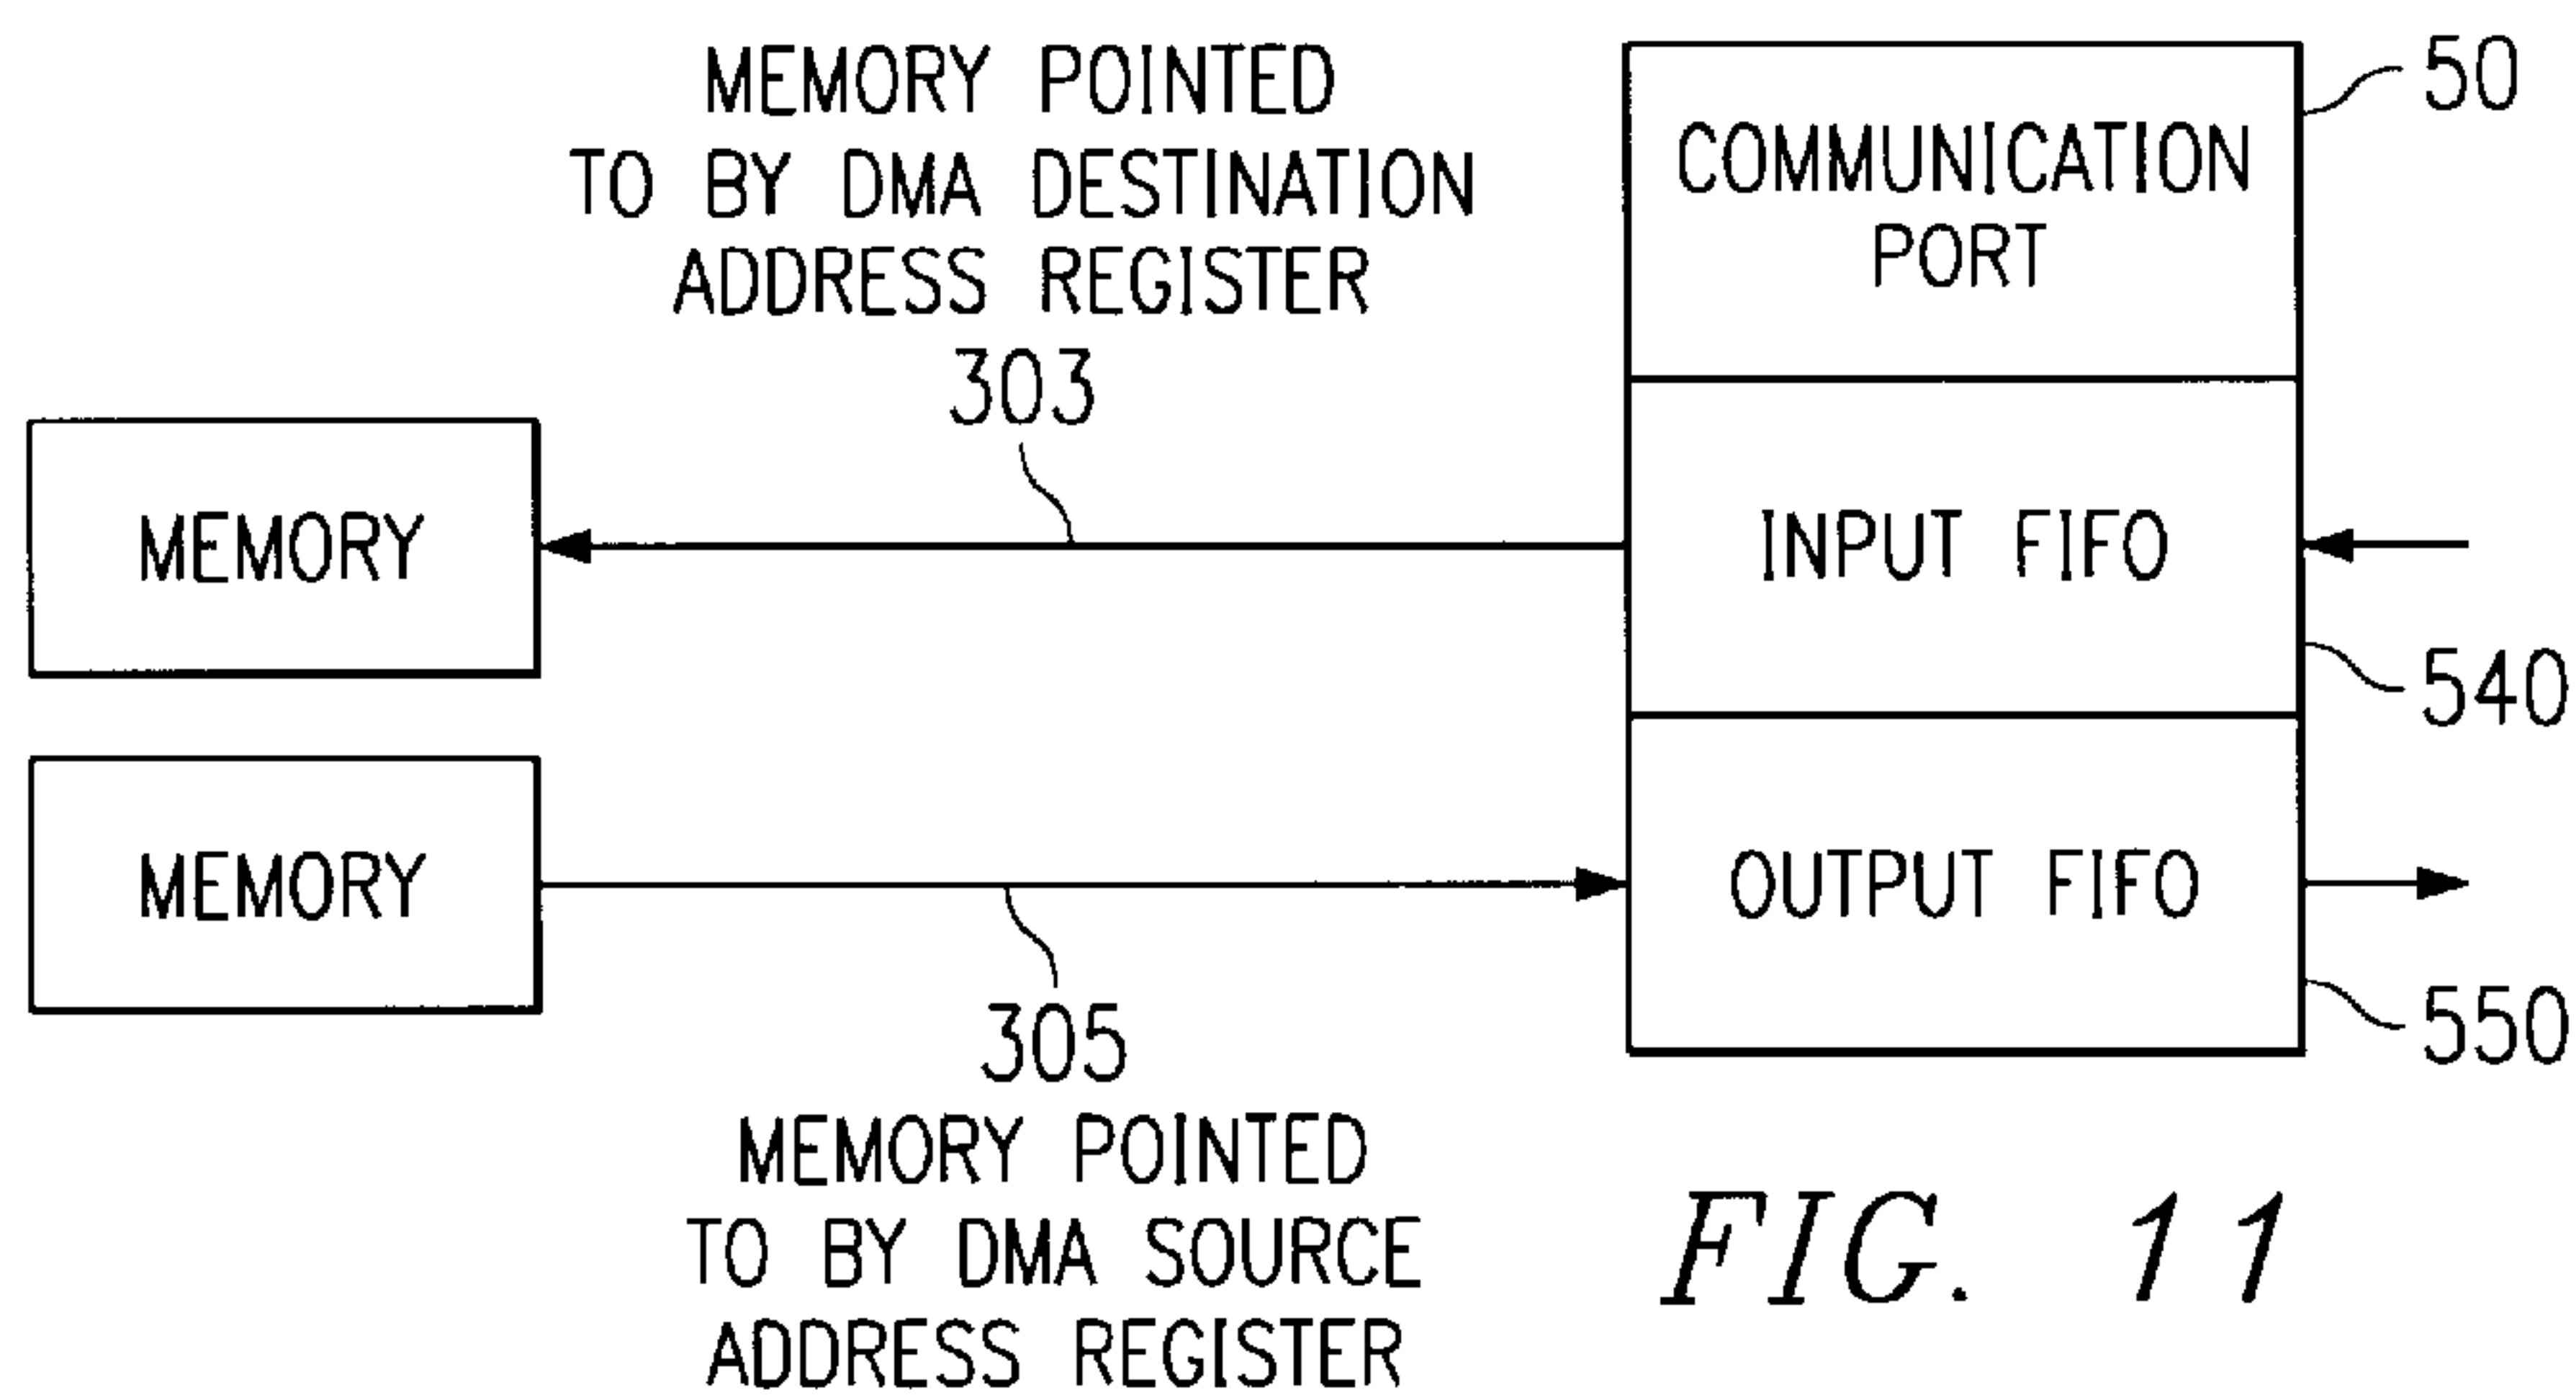 MEMORY POINTED
TO BY DMA DESTINATION
ADDRESS REGISTER
303
50
COMMUNICATION
PORT
MEMORY
INPUT FIFO
540
MEMORY
OUTPUT FIFO
550
305
MEMORY POINTED
TO BY DMA SOURCE
ADDRESS REGISTER
FIG. 11